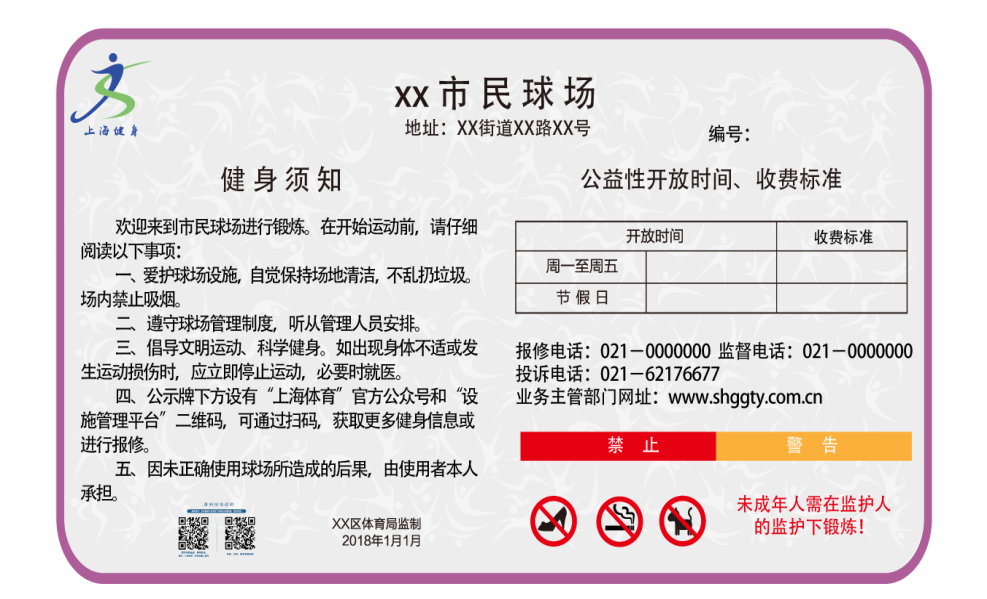 上海健身
XX市民球场
地址：XX街道XX路XX号
编号：
健身须知
欢迎来到市民球场进行锻炼。在开始运动前，请仔细
阅读以下事项：
一、爱护球场设施，自觉保持场地清洁，不乱扔垃圾。
场内禁止吸烟。
二、遵守球场管理制度，听从管理人员安排。
三、倡导文明运动、科学健身。如出现身体不适或发
生运动损伤时，应立即停止运动，必要时就医。
四、公示牌下方设有“上海体育”官方公众号和“设
施管理平台”二维码，可通过扫码，获取更多健身信息或
进行报修。
五、因未正确使用球场所造成的后果，由使用者本人
承担。
XX区体育局监制
2018年1月1日
公益性开放时间、收费标准
开放时间 收费标准
周一至周五
节假日
报修电话：021－0000000 监督电话：021－0000000
投诉电话：021－62176677
业务主管部门网址：www.shggty.com.cn
禁 止 警 告
未成年人需在监护人
的监护下锻炼！